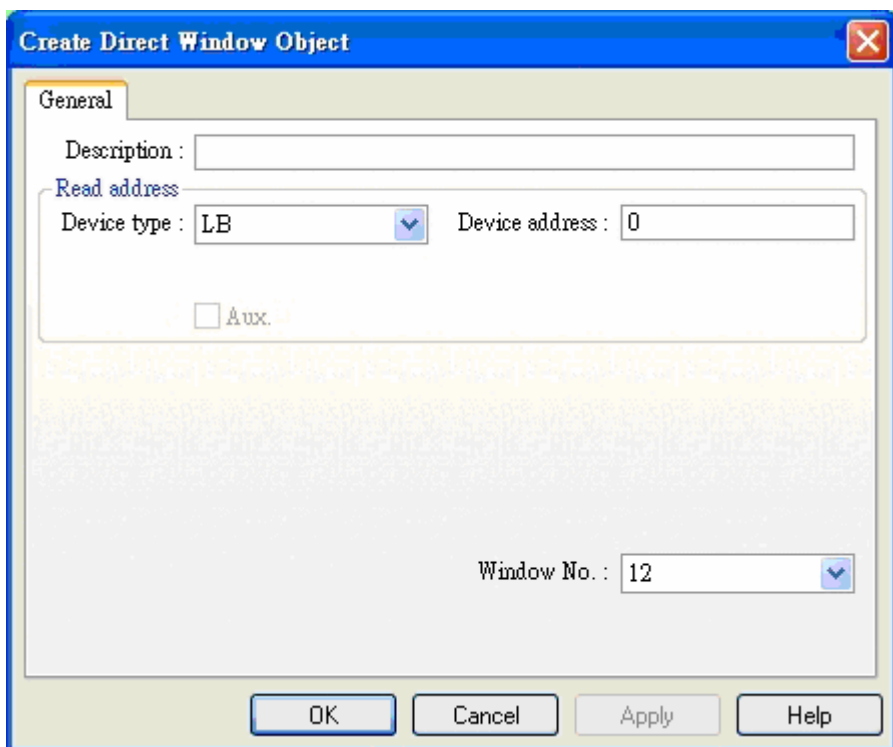 Create Direct Window Object
General
Description :
Read address
Device type : LB Device address : 0
Aux.
Window No. : 12
OK Cancel Apply Help